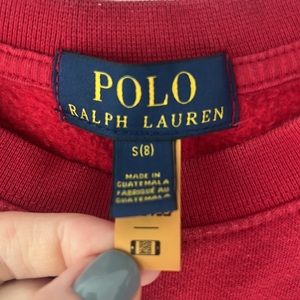 POLO
RALPH LAUREN
S(8)
MADE IN
GUATEMALA
FABRIQUÉ AU
GUATEMALA